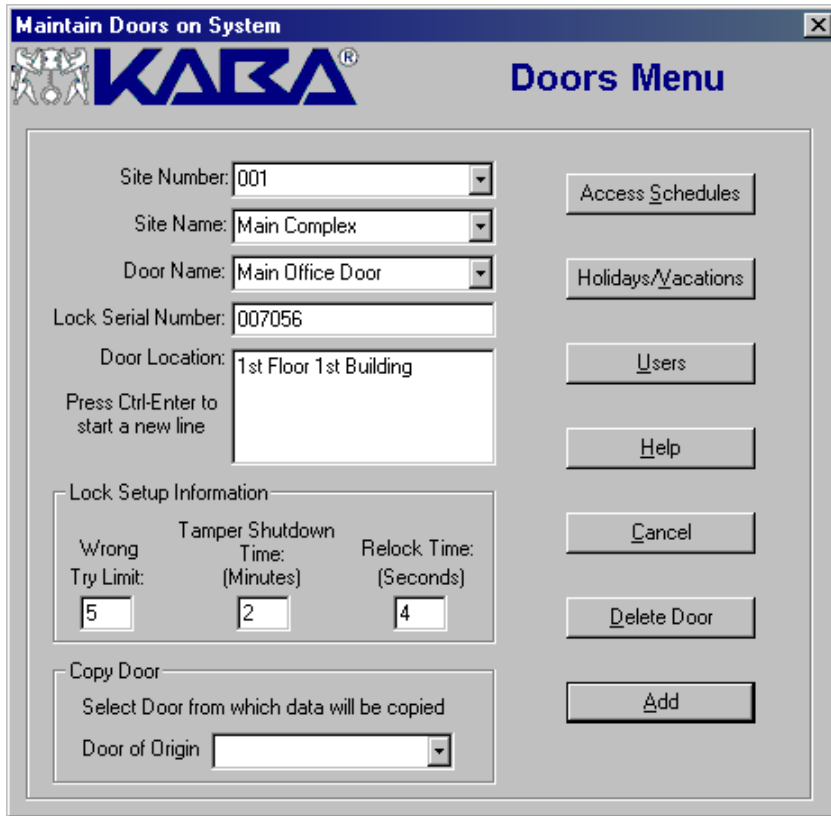 Maintain Doors on System
KABA®
Doors Menu
Site Number: 001
Site Name: Main Complex
Door Name: Main Office Door
Lock Serial Number: 007056
Door Location: 1st Floor 1st Building
Press Ctrl-Enter to
start a new line
Lock Setup Information
Wrong
Try Limit:
5
Tamper Shutdown
Time:
(Minutes)
2
Relock Time:
(Seconds)
4
Copy Door
Select Door from which data will be copied
Door of Origin
Access Schedules
Holidays/Vacations
Users
Help
Cancel
Delete Door
Add